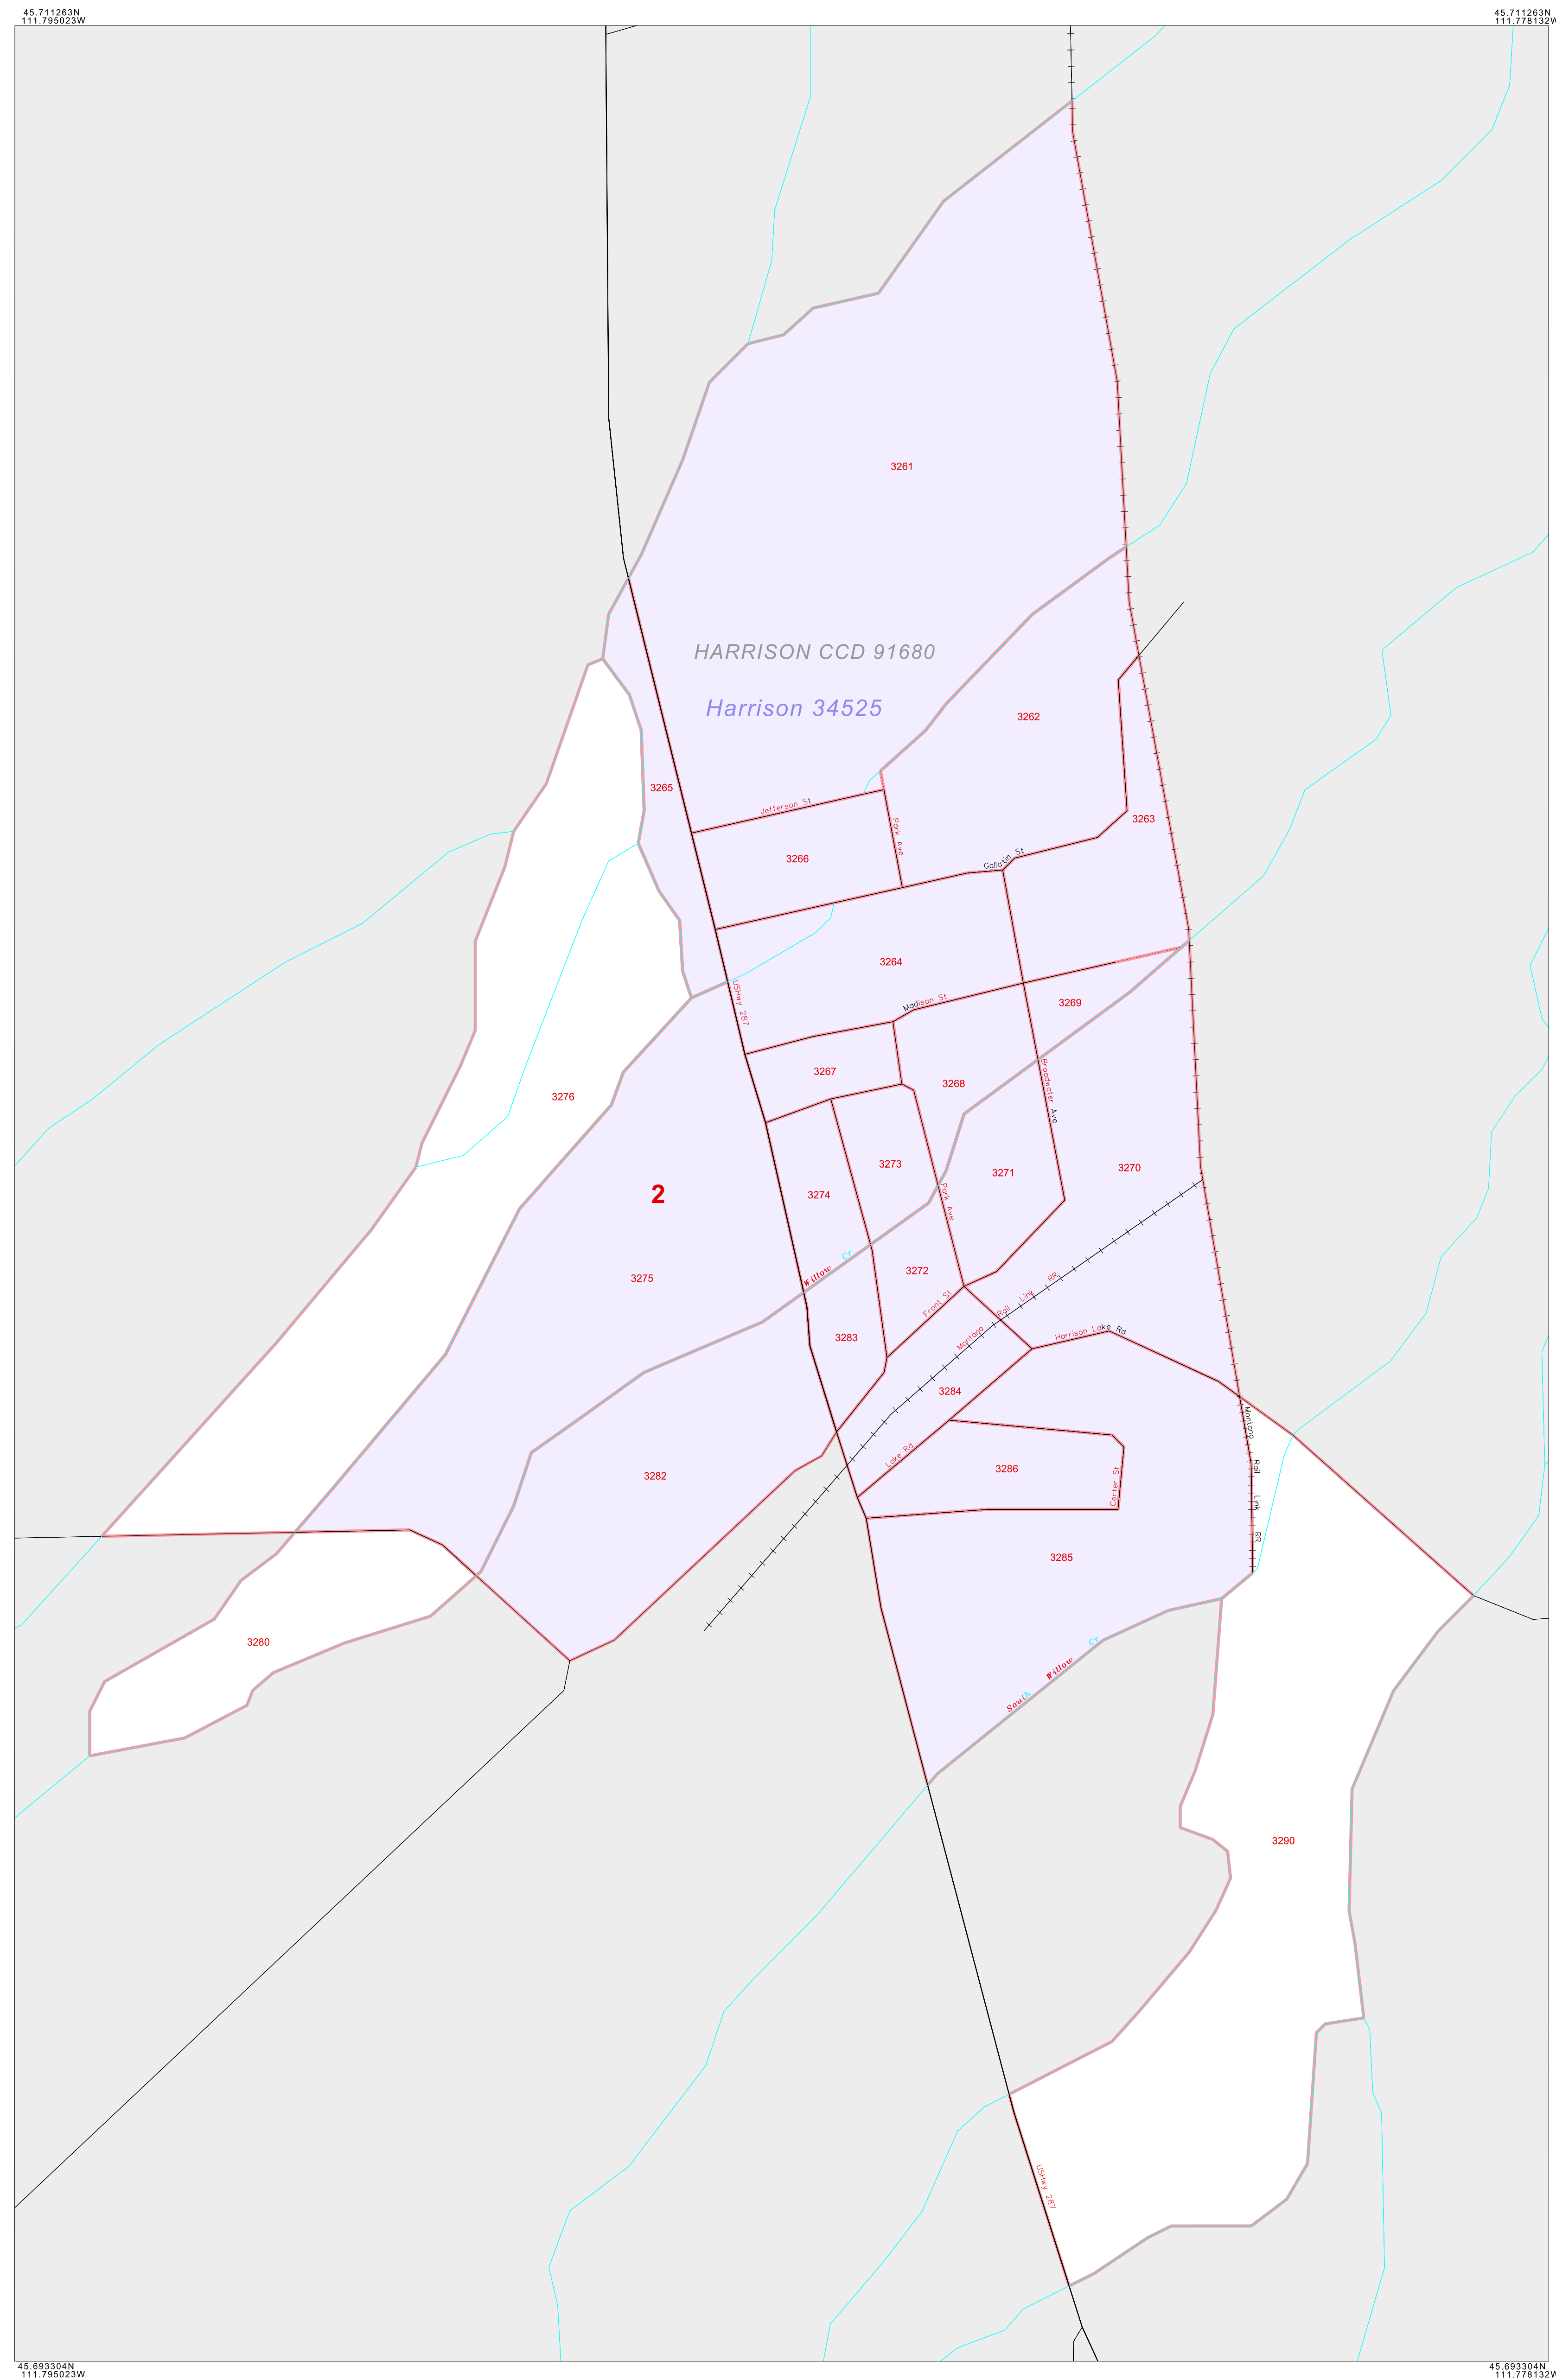 45.711263N
111.795023W
45.711263N
111.778132W
3261
HARRISON CCD 91680
Harrison 34525
3262
3265
Jefferson St
Park Ave
3263
3266
Gallatin St
3264
USHwy 287
Madison St
3269
3267
3268
Broadwater Ave
3276
3273
3271
3270
2
3274
Park Ave
3275
Willow Cr
3272
Front St
Montana Rail Link RR
3283
Harrison Lake Rd
3284
Montana Rail Link RR
Lake Rd
3286
Center St
3282
3285
3280
South Willow Cr
3290
USHwy 287
45.693304N
111.795023W
45.693304N
111.778132W